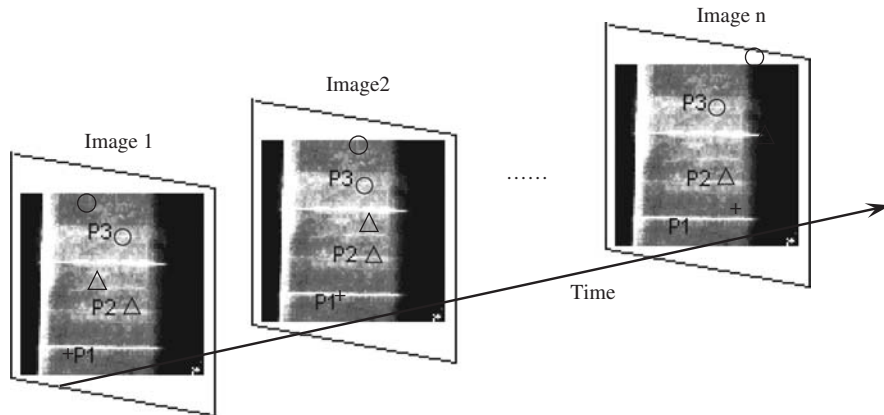 Image 1
P3
P2
+P1
Image2
P3
P2
P1+
......
Image n
P3
P2
P1
+
Time